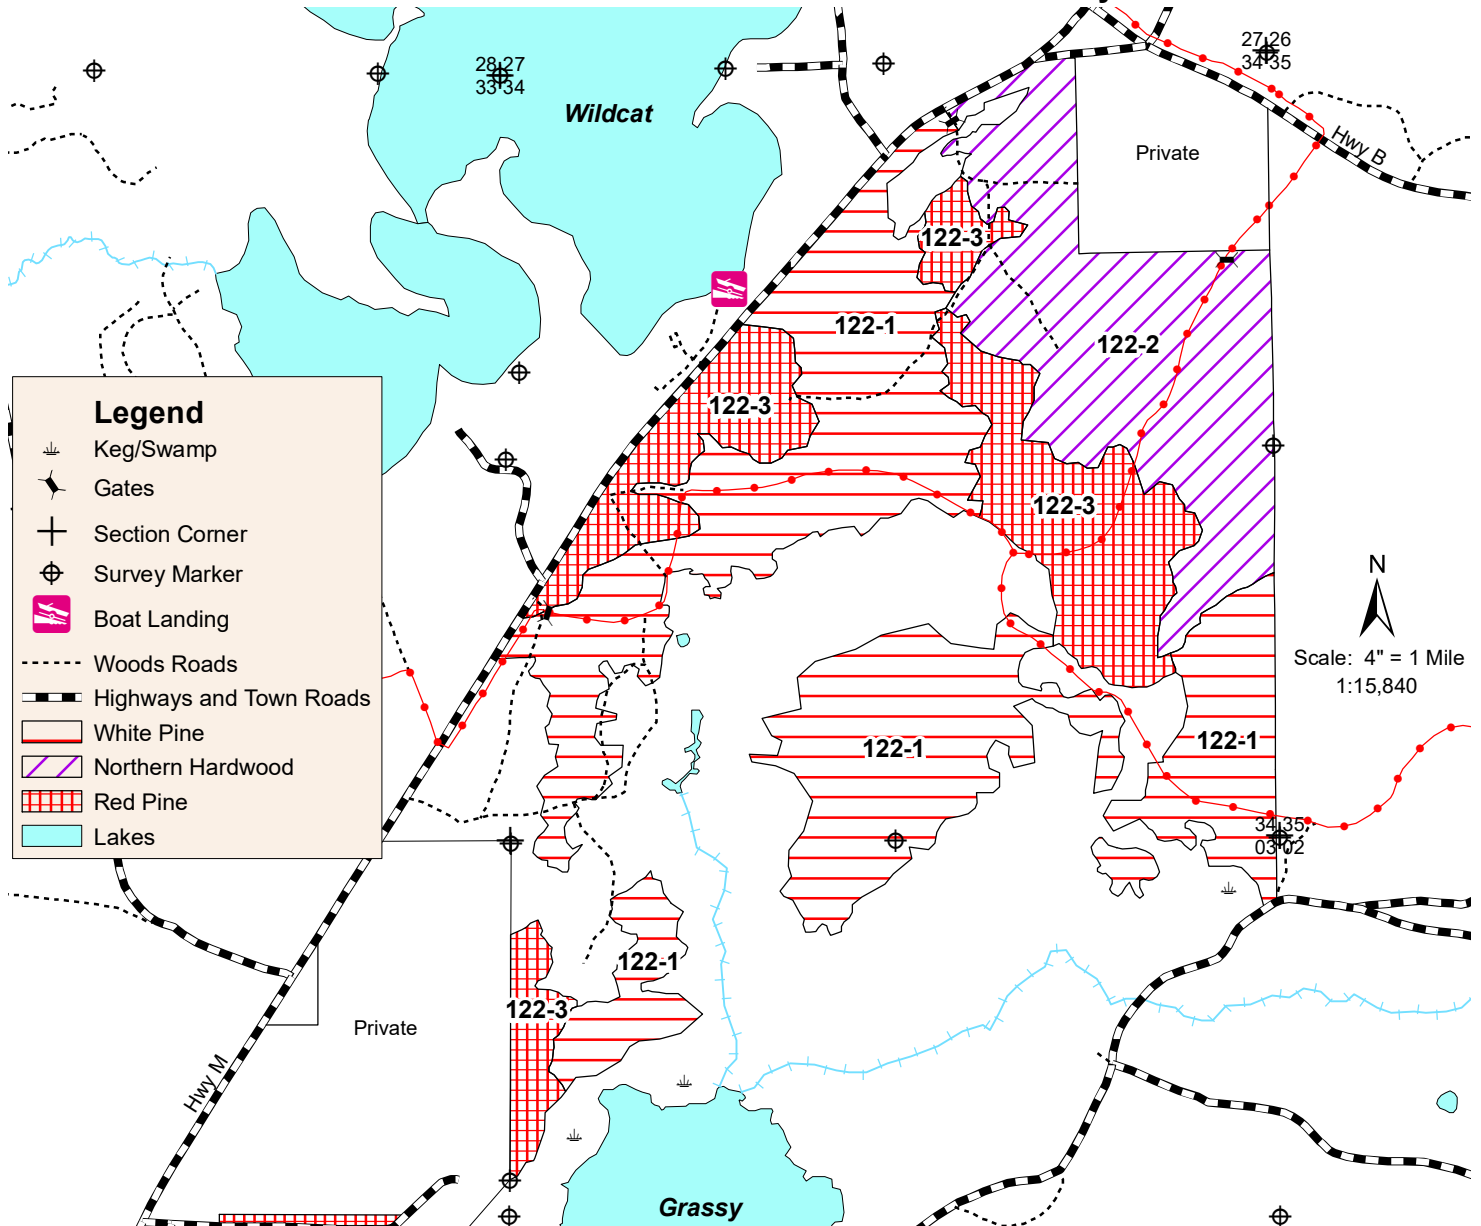 27 26
34 35
28 27
33 34
Wildcat
Hwy B
Private
122-3
122-1
122-2
122-3
122-3
Legend
Keg/Swamp
Gates
Section Corner
Survey Marker
Boat Landing
Woods Roads
Highways and Town Roads
White Pine
Northern Hardwood
Red Pine
Lakes
N
Scale: 4" = 1 Mile
1:15,840
122-1
122-1
34 35
03 02
122-1
122-3
Private
Hwy M
Grassy